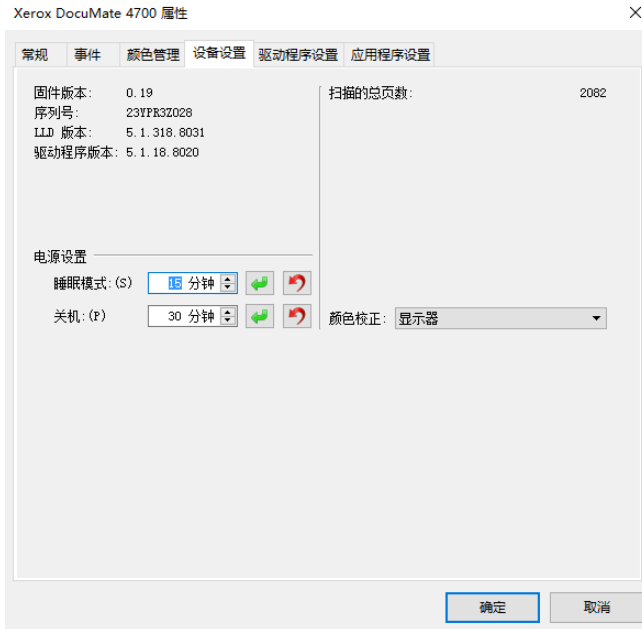 Xerox DocuMate 4700 属性
常规 事件 颜色管理 设备设置 驱动程序设置 应用程序设置
固件版本: 0.19
序列号: 23YPR3Z028
LLD 版本: 5.1.318.8031
驱动程序版本: 5.1.18.8020
扫描的总页数: 2082
电源设置
睡眠模式:(S) 15 分钟
关机:(P) 30 分钟
颜色校正: 显示器
确定 取消